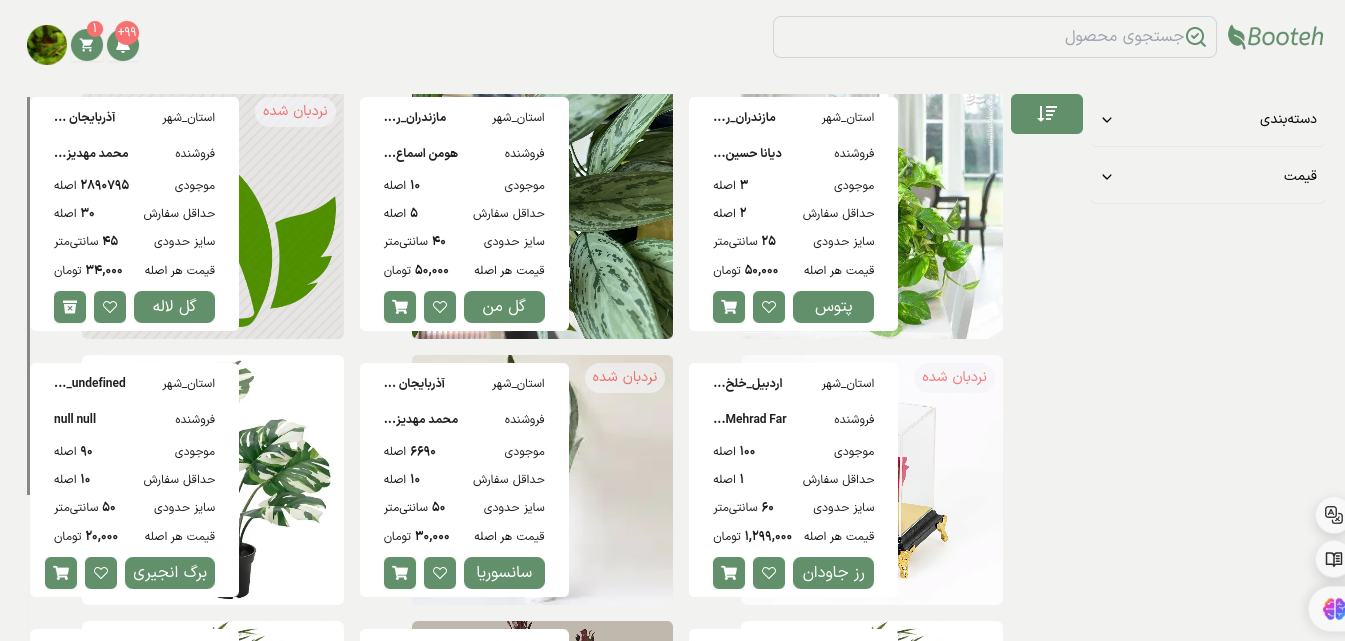 Booteh
جستجوی محصول
+۹۹
۱
دسته‌بندی
قیمت
استان_شهر مازندران_ر...
فروشنده دیانا حسین...
موجودی ۳ اصله
حداقل سفارش ۲ اصله
سایز حدودی ۲۵ سانتی‌متر
قیمت هر اصله ۵۰,۰۰۰ تومان
پتوس
استان_شهر مازندران_ر...
فروشنده هومن اسماع...
موجودی ۱۰ اصله
حداقل سفارش ۵ اصله
سایز حدودی ۴۰ سانتی‌متر
قیمت هر اصله ۵۰,۰۰۰ تومان
گل من
نردبان شده
استان_شهر آذربایجان ...
فروشنده محمد مهدیز...
موجودی ۲۸۹۰۷۹۵ اصله
حداقل سفارش ۳۰ اصله
سایز حدودی ۴۵ سانتی‌متر
قیمت هر اصله ۳۴,۰۰۰ تومان
گل لاله
نردبان شده
استان_شهر اردبیل_خلخ...
فروشنده Mehrad Far...
موجودی ۱۰۰ اصله
حداقل سفارش ۱ اصله
سایز حدودی ۶۰ سانتی‌متر
قیمت هر اصله ۱,۲۹۹,۰۰۰ تومان
رز جاودان
نردبان شده
استان_شهر آذربایجان ...
فروشنده محمد مهدیز...
موجودی ۶۶۹۰ اصله
حداقل سفارش ۱۰ اصله
سایز حدودی ۵۰ سانتی‌متر
قیمت هر اصله ۳۰,۰۰۰ تومان
سانسوریا
استان_شهر undefined_...
فروشنده null null
موجودی ۹۰ اصله
حداقل سفارش ۱۰ اصله
سایز حدودی ۵۰ سانتی‌متر
قیمت هر اصله ۲۰,۰۰۰ تومان
برگ انجیری